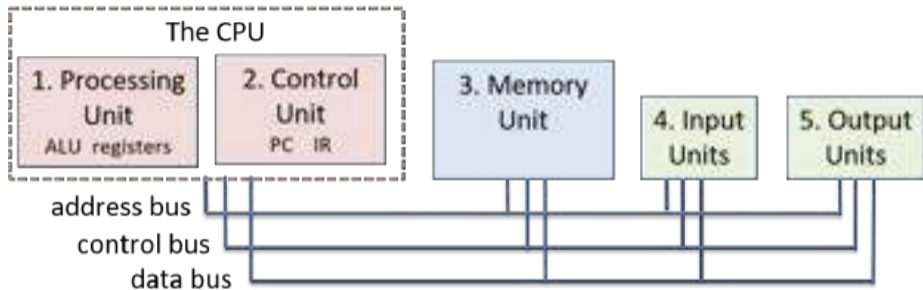 The CPU
1. Processing
Unit
ALU registers
2. Control
Unit
PC IR
3. Memory
Unit
4. Input
Units
5. Output
Units
address bus
control bus
data bus